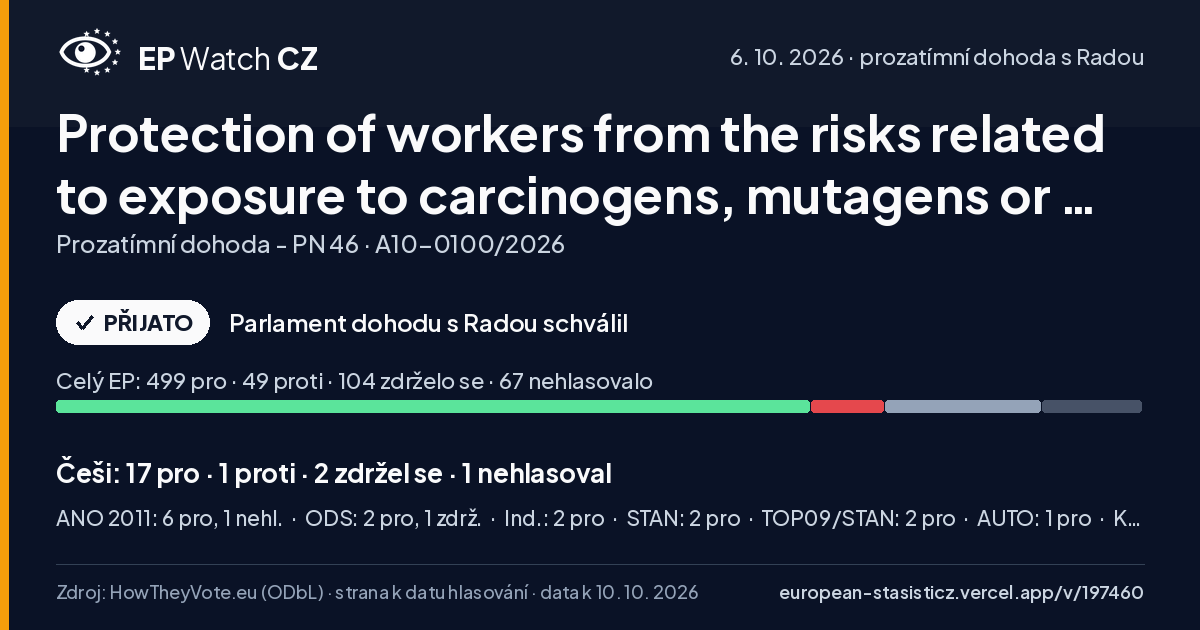 EP Watch CZ
6. 10. 2026 · prozatímní dohoda s Radou
Protection of workers from the risks related
to exposure to carcinogens, mutagens or …
Prozatímní dohoda – PN 46 · A10–0100/2026
✓ PŘIJATO
Parlament dohodu s Radou schválil
Celý EP: 499 pro · 49 proti · 104 zdrželo se · 67 nehlasovalo
Češi: 17 pro · 1 proti · 2 zdržel se · 1 nehlasoval
ANO 2011: 6 pro, 1 nehl. · ODS: 2 pro, 1 zdrž. · Ind.: 2 pro · STAN: 2 pro · TOP09/STAN: 2 pro · AUTO: 1 pro · K…
Zdroj: HowTheyVote.eu (ODbL) · strana k datu hlasování · data k 10. 10. 2026
european-stasisticz.vercel.app/v/197460